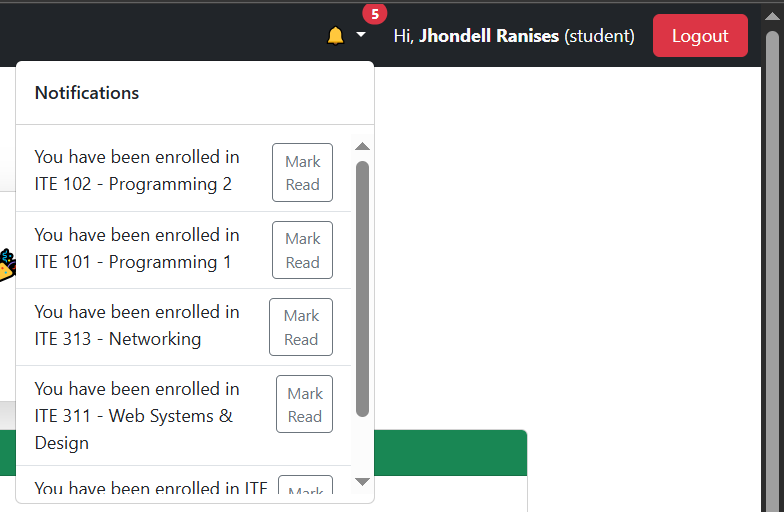 5
Hi, Jhondell Ranises (student)
Logout
Notifications
You have been enrolled in
ITE 102 - Programming 2
Mark
Read
You have been enrolled in
ITE 101 - Programming 1
Mark
Read
You have been enrolled in
ITE 313 - Networking
Mark
Read
You have been enrolled in
ITE 311 - Web Systems &
Design
Mark
Read
You have been enrolled in ITE
Mark